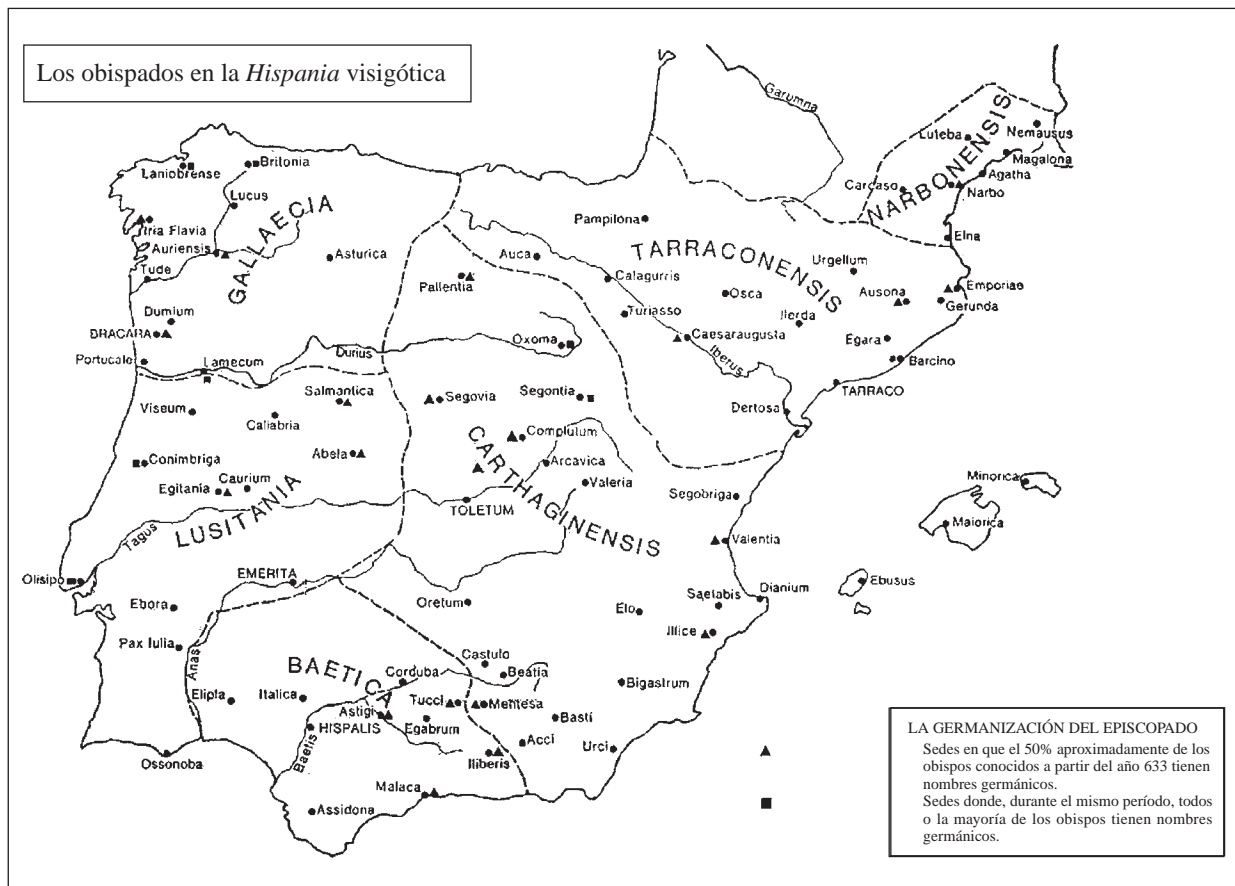 Los obispados en la Hispania visigótica
Garumna
NARBONENSIS
Luteba
Nemausus
Magalona
Agatha
Carcaso
Narbo
Elna
Laniobrense
Britonia
Lucus
GALLAECIA
Iria Flavia
Auriensis
Asturica
Tude
Dumium
BRACARA
Portucale
Lamecum
Durius
Pallentia
Auca
Pampilona
TARRACONENSIS
Calagurris
Urgellum
Osca
Ausona
Emporiae
Gerunda
Turiasso
Ilerda
Caesaraugusta
Iberus
Egara
Barcino
TARRACO
Dertosa
Oxoma
Salmantica
Segovia
Segontia
Viseum
Caliabria
Complutum
CARTHAGINENSIS
Conimbriga
Abela
Arcavica
Egitania
Caurium
Valeria
LUSITANIA
Tagus
TOLETUM
Segobriga
Minorica
Maiorica
Valentia
Olisipo
EMERITA
Ebusus
Dianium
Ebora
Oretum
Elo
Saetabis
Pax Iulia
Illice
Anas
BAETICA
Castulo
Beatia
Corduba
Bigastrum
Elipla
Italica
Tucci
Mentesa
Astigi
HISPALIS
Egabrum
Basti
Baetis
Acci
Urci
Iliberis
Ossonoba
Malaca
Assidona
LA GERMANIZACIÓN DEL EPISCOPADO
Sedes en que el 50% aproximadamente de los
obispos conocidos a partir del año 633 tienen
nombres germánicos.
Sedes donde, durante el mismo período, todos
o la mayoría de los obispos tienen nombres
germánicos.